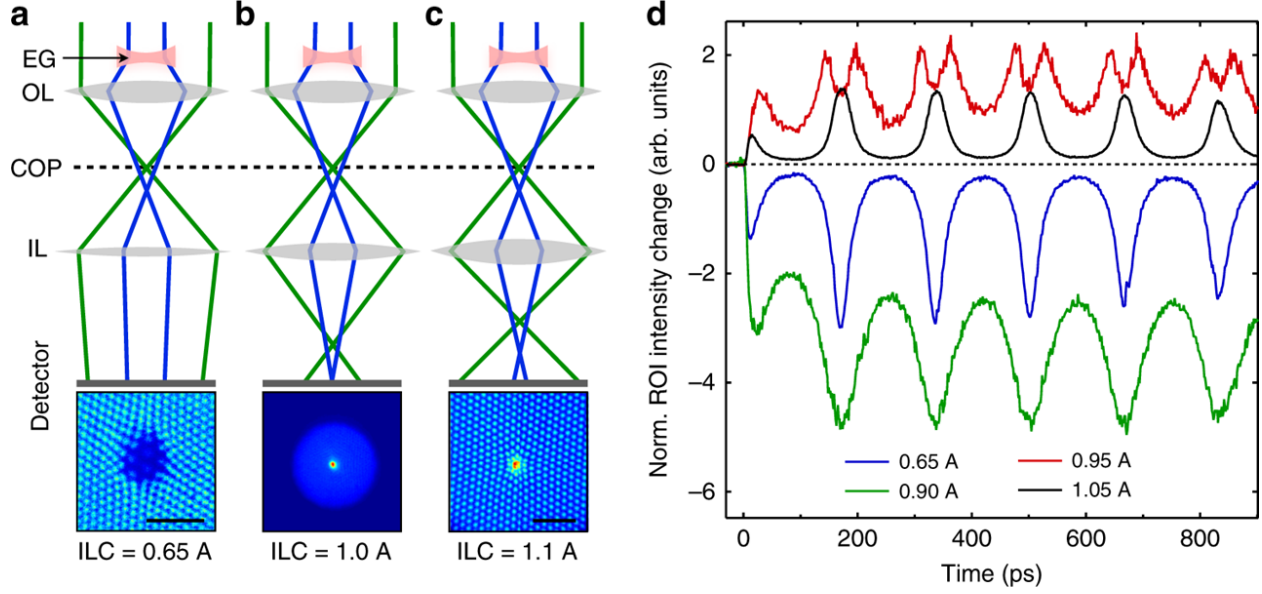 a
b
c
d
EG
OL
COP
IL
Detector
ILC = 0.65 A
ILC = 1.0 A
ILC = 1.1 A
Norm. ROI intensity change (arb. units)
2
0
−2
−4
−6
0.65 A
0.95 A
0.90 A
1.05 A
0
200
400
600
800
Time (ps)